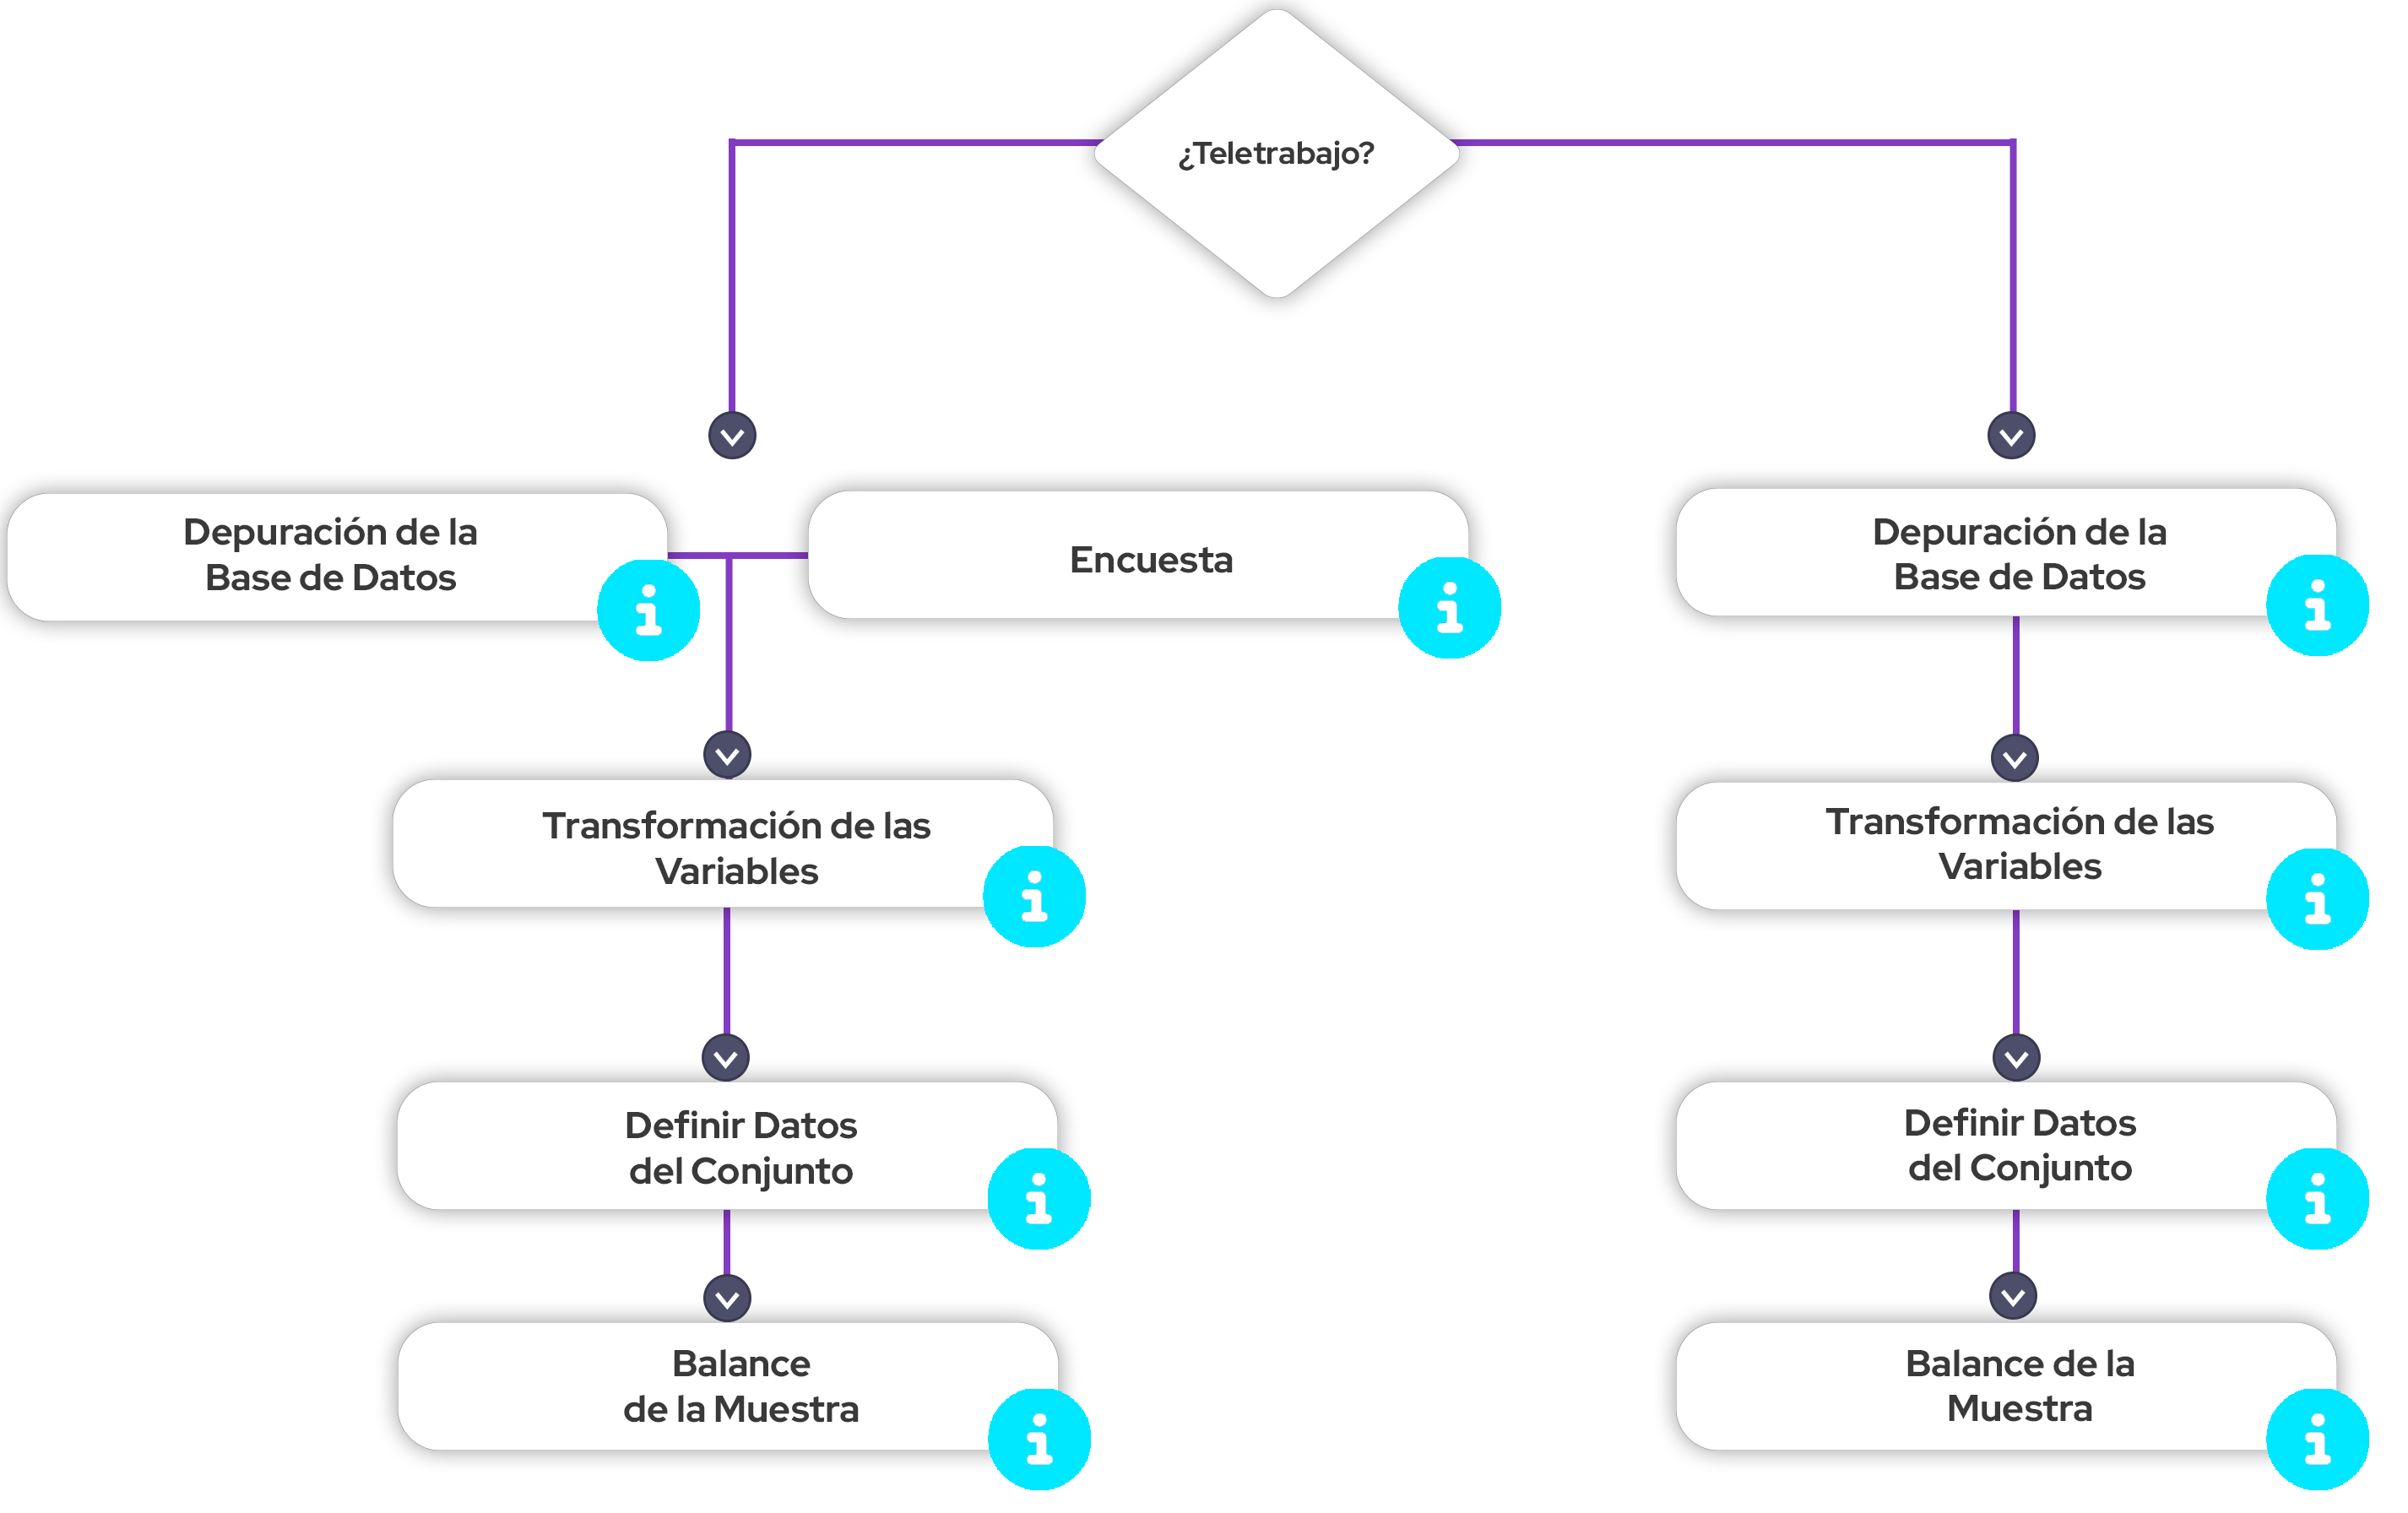 ¿Teletrabajo?
Depuración de la
Base de Datos
Encuesta
Depuración de la
Base de Datos
Transformación de las
Variables
Transformación de las
Variables
Definir Datos
del Conjunto
Definir Datos
del Conjunto
Balance
de la Muestra
Balance de la
Muestra